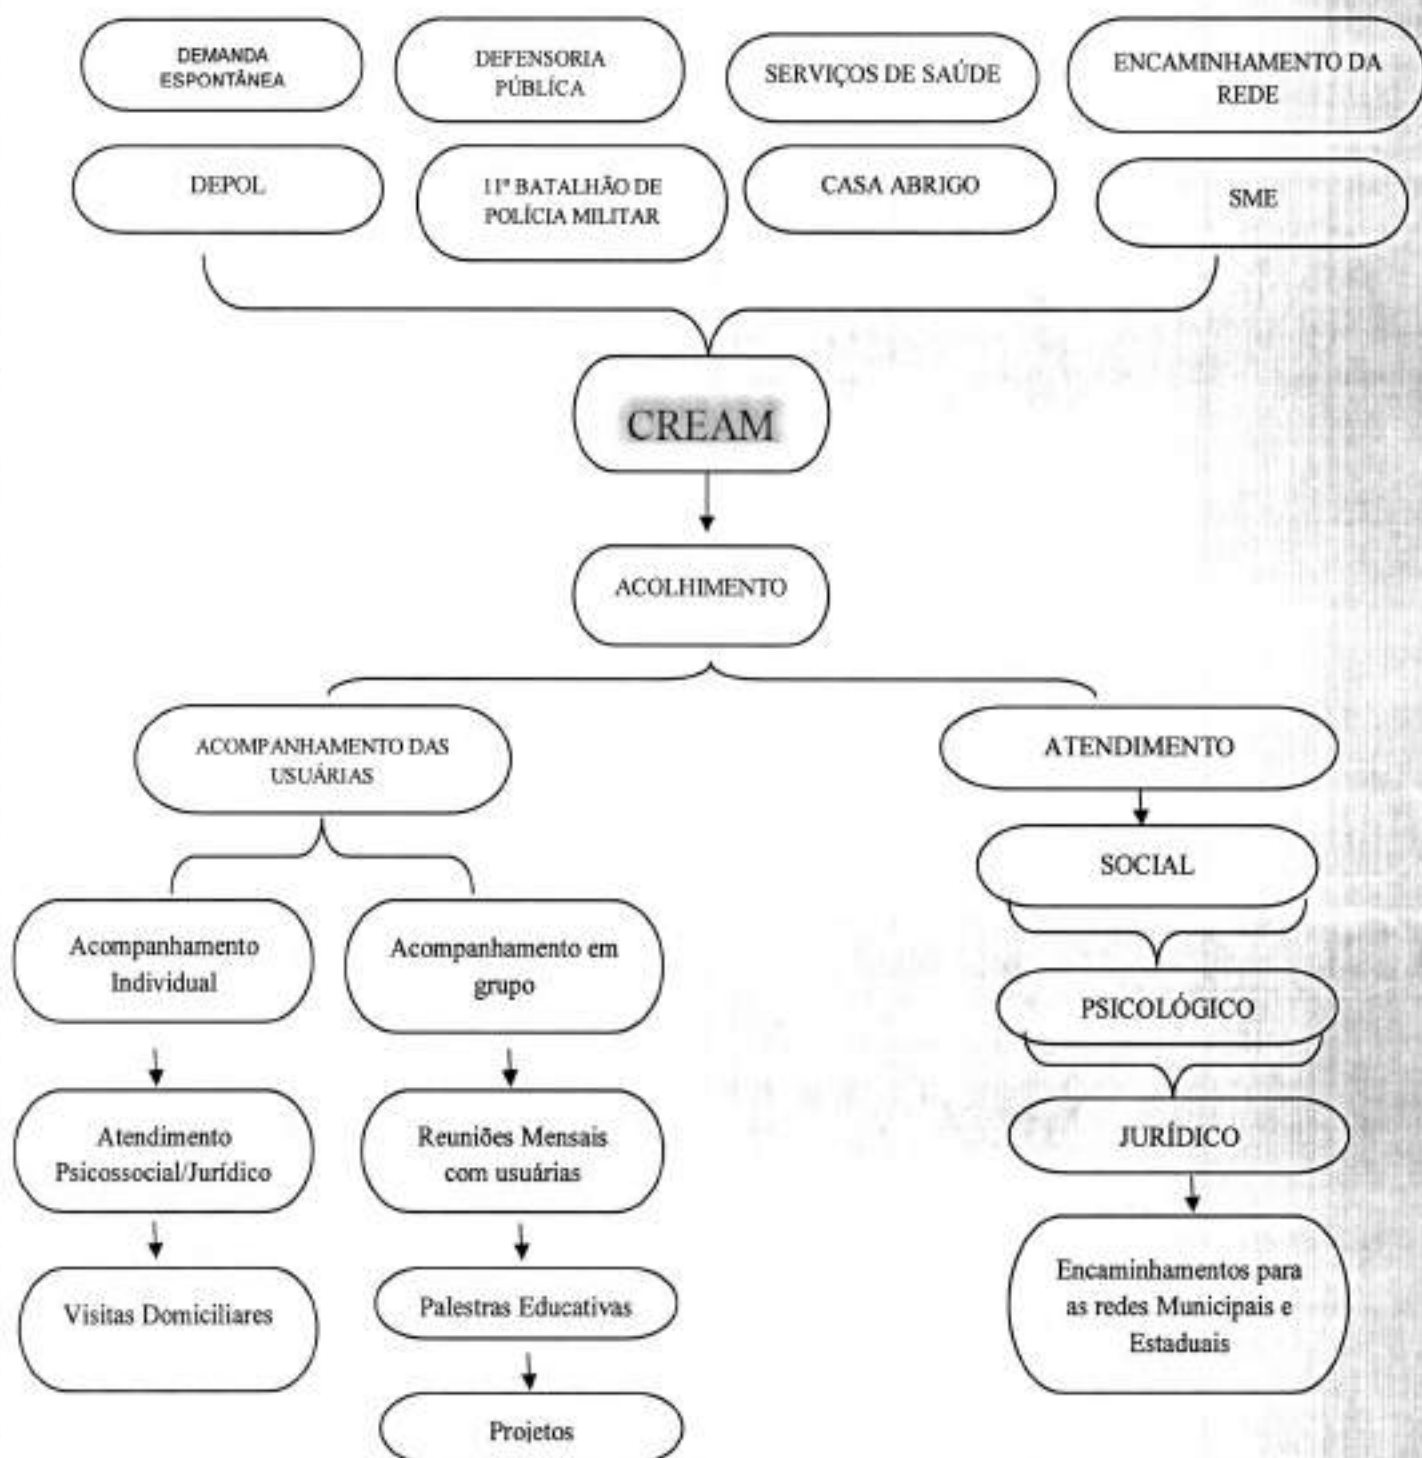 DEMANDA
ESPONTÂNEA
DEFENSORIA
PÚBLÍCA
SERVIÇOS DE SAÚDE
ENCAMINHAMENTO DA
REDE
DEPOL
11º BATALHÃO DE
POLÍCIA MILITAR
CASA ABRIGO
SME
CREAM
ACOLHIMENTO
ACOMPANHAMENTO DAS
USUÁRIAS
ATENDIMENTO
SOCIAL
Acompanhamento
Individual
Acompanhamento em
grupo
PSICOLÓGICO
Atendimento
Psicossocial/Jurídico
Reuniões Mensais
com usuárias
JURÍDICO
Visitas Domiciliares
Palestras Educativas
Encaminhamentos para
as redes Municipais e
Estaduais
Projetos